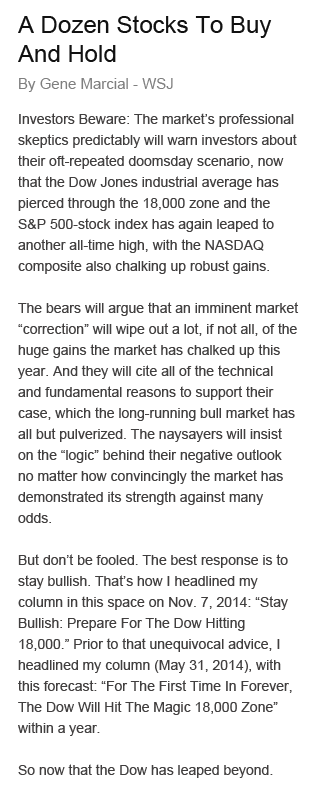 A Dozen Stocks To Buy
And Hold
By Gene Marcial - WSJ
Investors Beware: The market's professional
skeptics predictably will warn investors about
their oft-repeated doomsday scenario, now
that the Dow Jones industrial average has
pierced through the 18,000 zone and the
S&P 500-stock index has again leaped to
another all-time high, with the NASDAQ
composite also chalking up robust gains.
The bears will argue that an imminent market
“correction” will wipe out a lot, if not all, of the
huge gains the market has chalked up this
year. And they will cite all of the technical
and fundamental reasons to support their
case, which the long-running bull market has
all but pulverized. The naysayers will insist
on the “logic” behind their negative outlook
no matter how convincingly the market has
demonstrated its strength against many
odds.
But don't be fooled. The best response is to
stay bullish. That's how I headlined my
column in this space on Nov. 7, 2014: “Stay
Bullish: Prepare For The Dow Hitting
18,000.” Prior to that unequivocal advice, I
headlined my column (May 31, 2014), with
this forecast: “For The First Time In Forever,
The Dow Will Hit The Magic 18,000 Zone”
within a year.
So now that the Dow has leaped beyond.